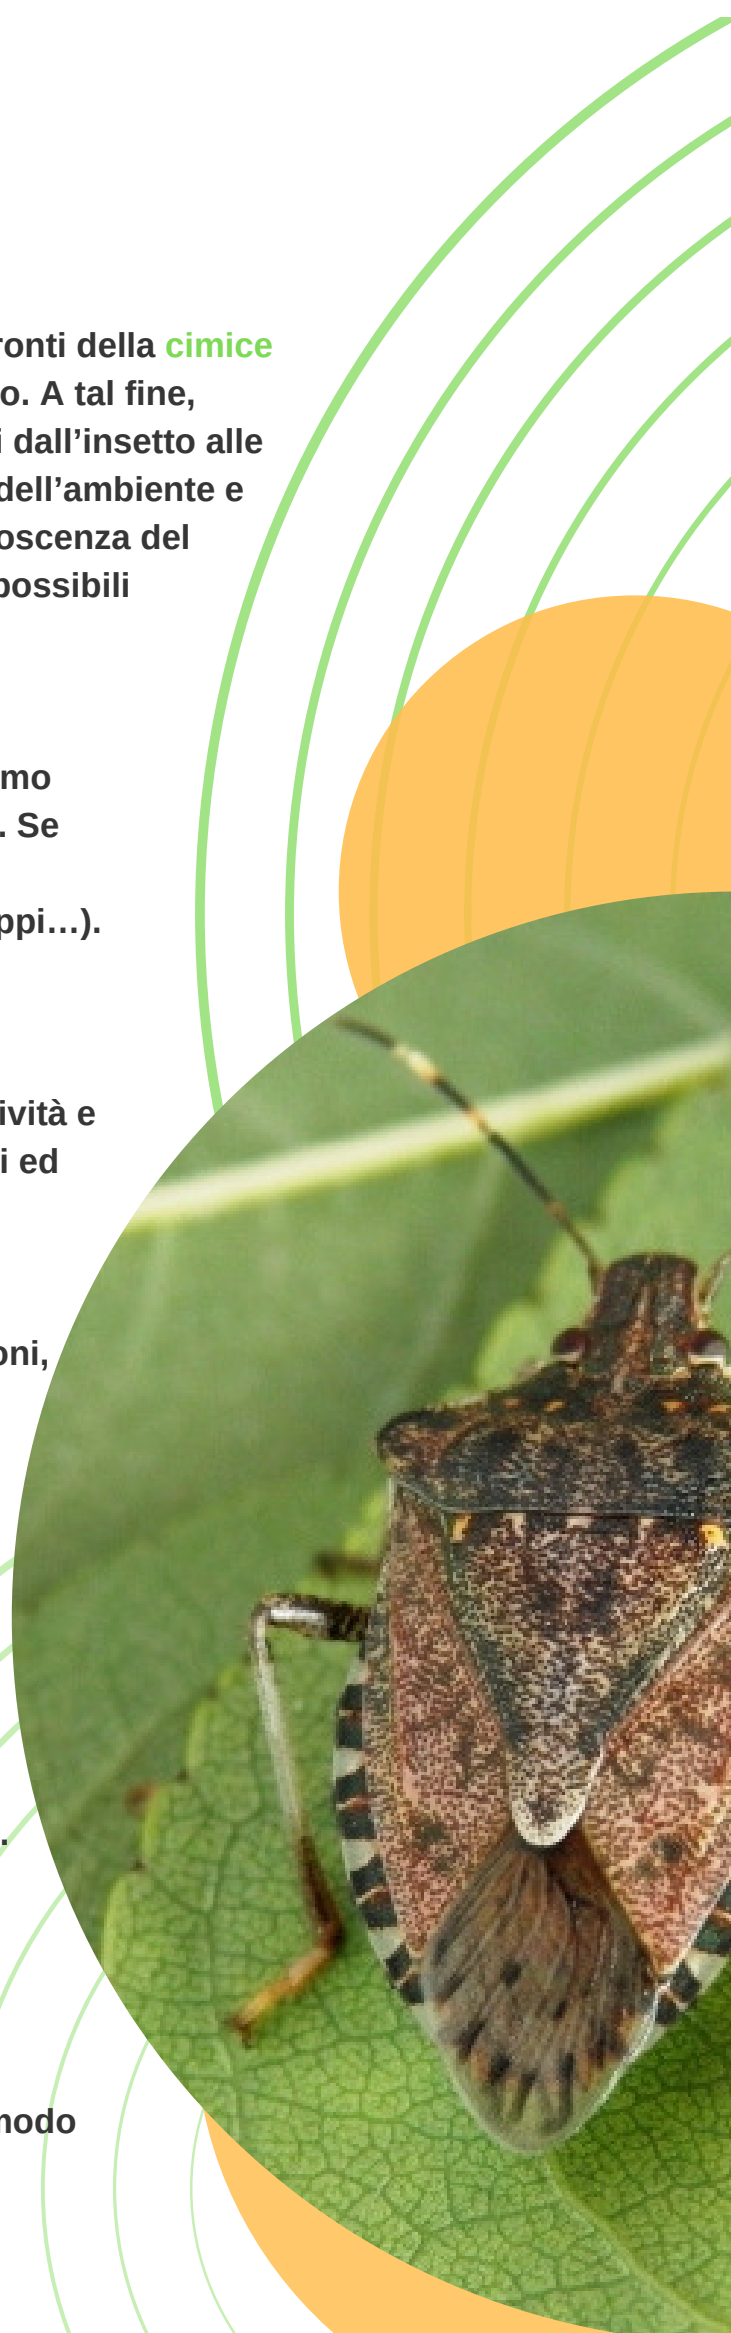 ronti della cimice
o. A tal fine,
i dall’insetto alle
dell’ambiente e
oscenza del
possibili
mo
. Se
ppi…).
ività e
i ed
oni,
.
modo